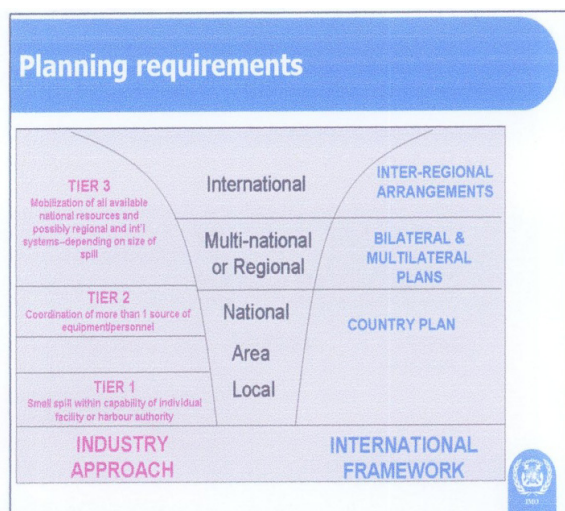 Planning requirements
TIER 3
Mobilization of all available
national resources and
possibly regional and int'l
systems–depending on size of
spill
International
INTER-REGIONAL
ARRANGEMENTS
Multi-national
or Regional
BILATERAL &
MULTILATERAL
PLANS
TIER 2
Coordination of more than 1 source of
equipment/personnel
National
COUNTRY PLAN
Area
TIER 1
Small spill within capability of individual
facility or harbour authority
Local
INDUSTRY
APPROACH
INTERNATIONAL
FRAMEWORK
IMO